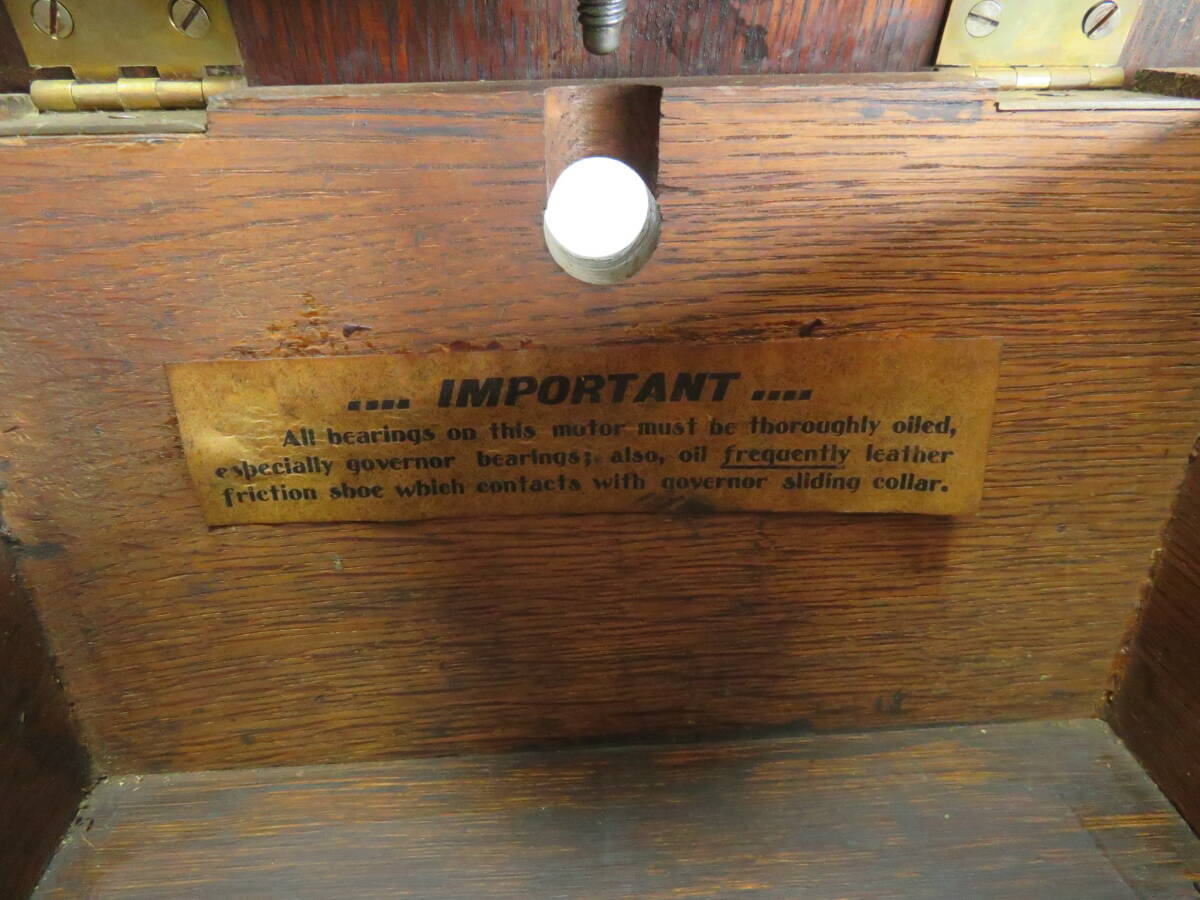 .... IMPORTANT ....
All bearings on this motor must be thoroughly oiled,
especially governor bearings; also, oil frequently leather
friction shoe which contacts with governor sliding collar.